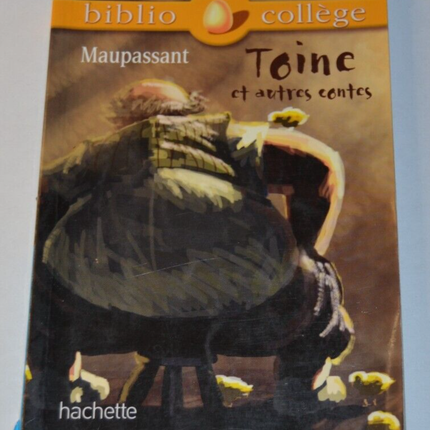 biblio collège
Maupassant
Toine
et autres contes
hachette